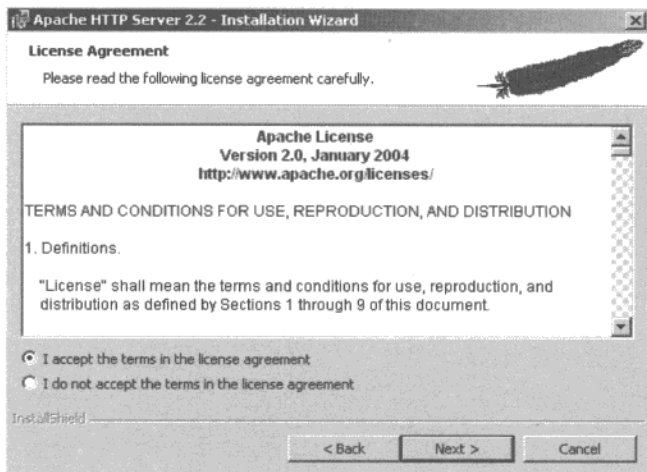 Apache HTTP Server 2.2 - Installation Wizard
License Agreement
Please read the following license agreement carefully.
Apache License
Version 2.0, January 2004
http://www.apache.org/licenses/
TERMS AND CONDITIONS FOR USE, REPRODUCTION, AND DISTRIBUTION
1. Definitions.
"License" shall mean the terms and conditions for use, reproduction, and
distribution as defined by Sections 1 through 9 of this document.
I accept the terms in the license agreement
I do not accept the terms in the license agreement
InstallShield
< Back
Next >
Cancel